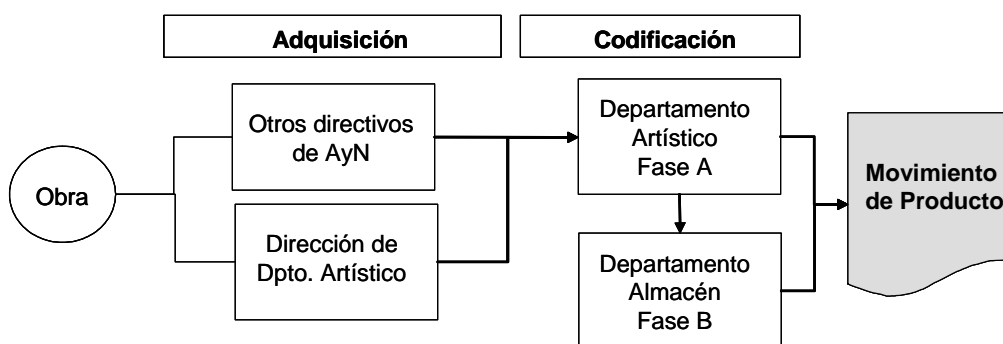 Adquisición
Codificación
Obra
Otros directivos
de AyN
Dirección de
Dpto. Artístico
Departamento
Artístico
Fase A
Departamento
Almacén
Fase B
Movimiento
de Producto